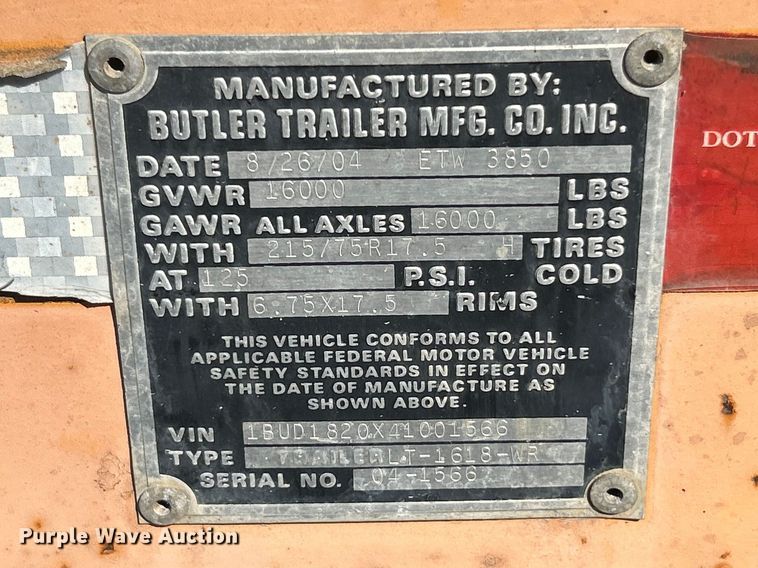 MANUFACTURED BY:
BUTLER TRAILER MFG. CO. INC.
DATE 8/26/04 ETW 3850
GVWR 16000 LBS
GAWR ALL AXLES 16000 LBS
WITH 215/75R17.5 H TIRES
AT 125 P.S.I. COLD
WITH 6.75X17.5 RIMS
THIS VEHICLE CONFORMS TO ALL
APPLICABLE FEDERAL MOTOR VEHICLE
SAFETY STANDARDS IN EFFECT ON
THE DATE OF MANUFACTURE AS
SHOWN ABOVE.
VIN 1BUD1820X41001566
TYPE LT-1618-WR
SERIAL NO. 04-1566
DOT
Purple Wave Auction